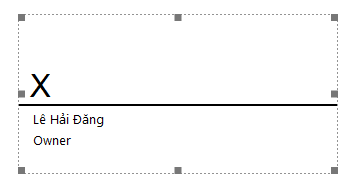 X
Lê Hải Đăng
Owner